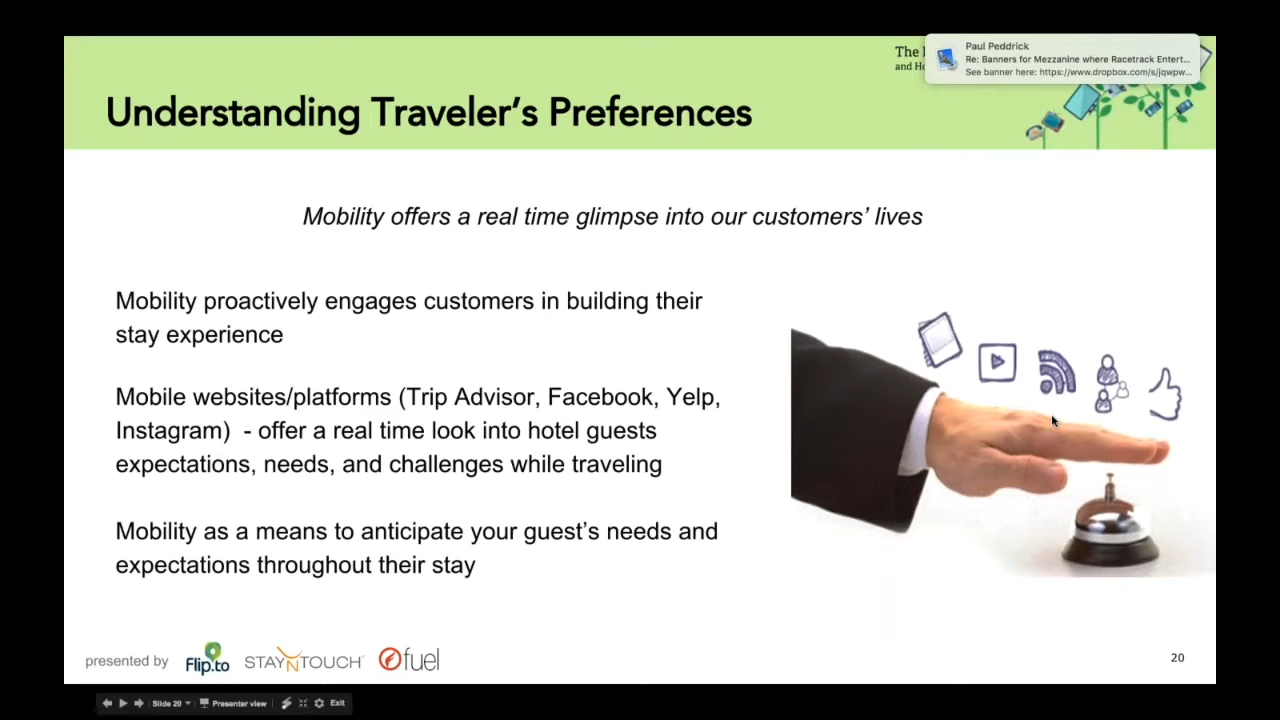 The
and Ho
Paul Peddrick
Re: Banners for Mezzanine where Racetrack Entert...
See banner here: https://www.dropbox.com/s/jqwpw...
Understanding Traveler’s Preferences
Mobility offers a real time glimpse into our customers’ lives
Mobility proactively engages customers in building their
stay experience
Mobile websites/platforms (Trip Advisor, Facebook, Yelp,
Instagram)  - offer a real time look into hotel guests
expectations, needs, and challenges while traveling
Mobility as a means to anticipate your guest’s needs and
expectations throughout their stay
presented by Flip.to STAYNTOUCH fuel
20
Slide 20 Presenter view Exit